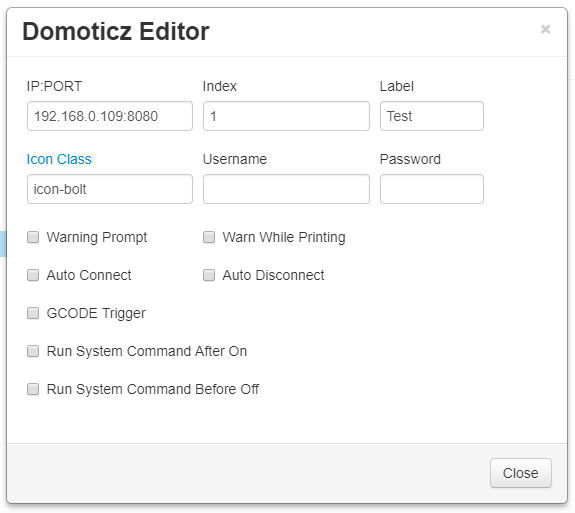 Domoticz Editor ×
IP:PORT Index Label
192.168.0.109:8080 1 Test
Icon Class Username Password
icon-bolt
Warning Prompt Warn While Printing
Auto Connect Auto Disconnect
GCODE Trigger
Run System Command After On
Run System Command Before Off
Close